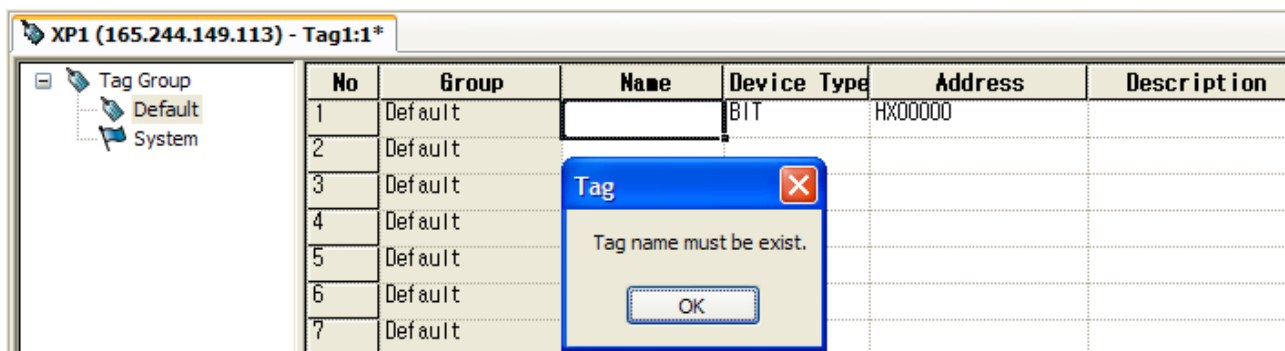 XP1 (165.244.149.113) - Tag1:1*
Tag Group
Default
System
No Group Name Device Type Address Description
1 Default BIT HX00000
2 Default
3 Default
4 Default
5 Default
6 Default
7 Default
Tag
Tag name must be exist.
OK